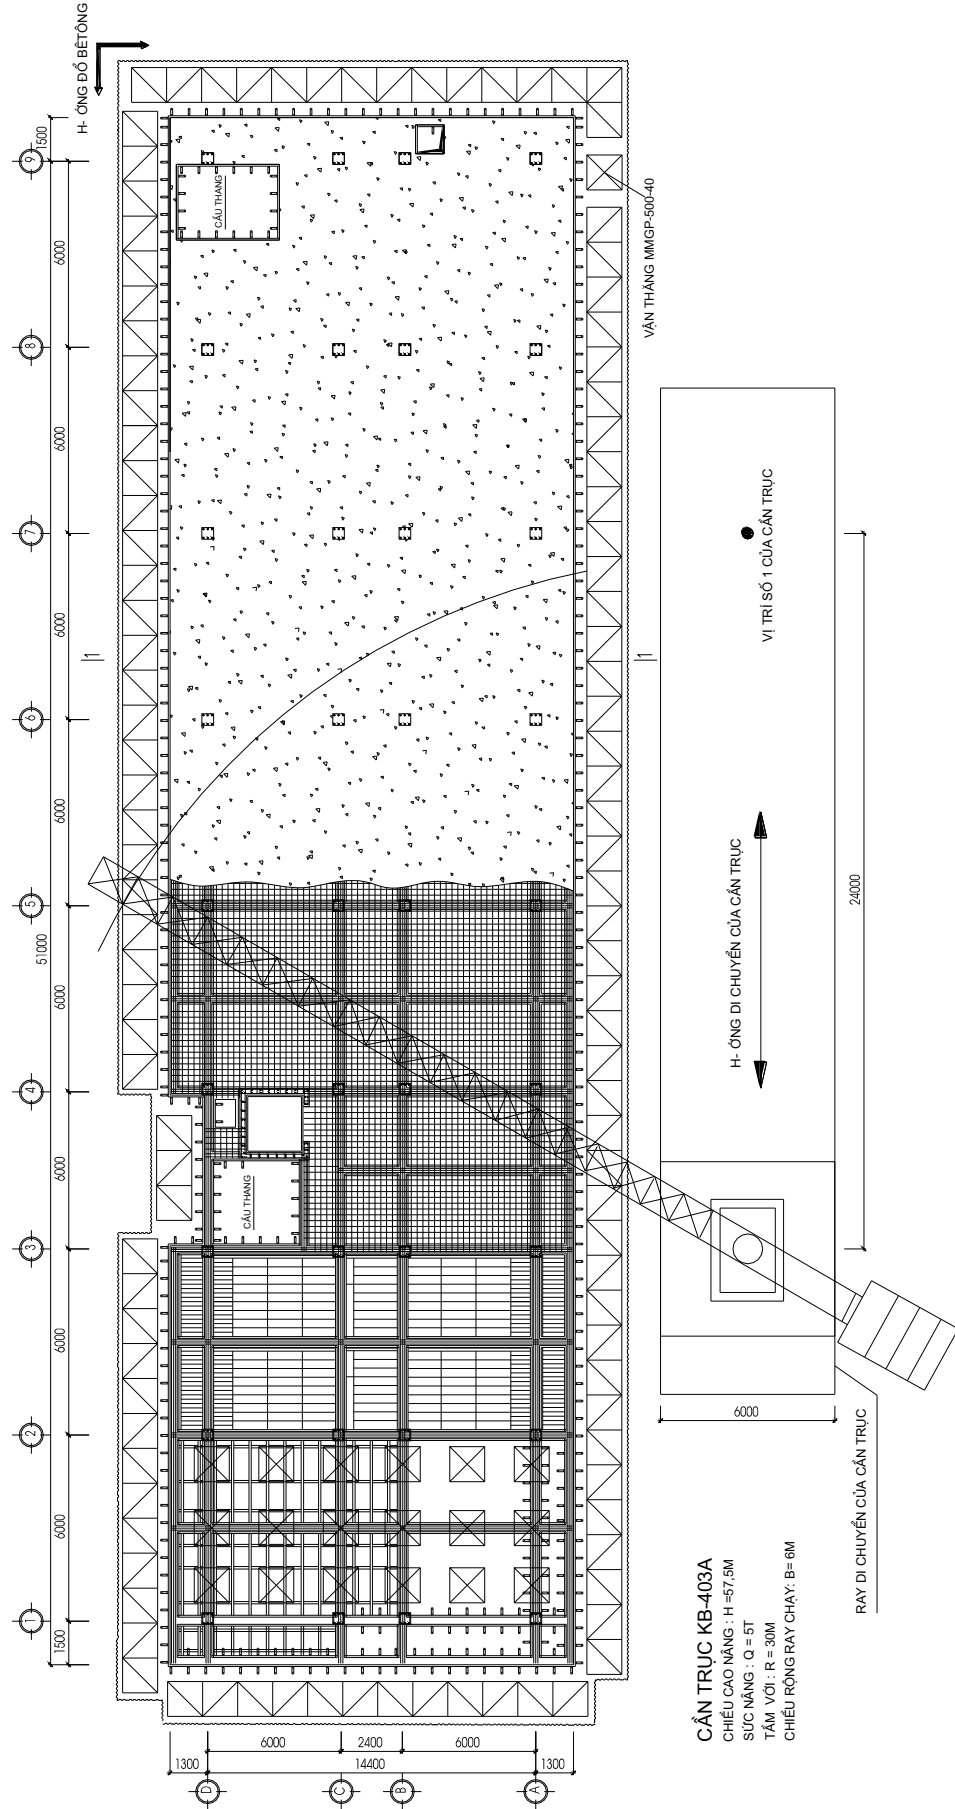 H- ỚNG ĐỔ BÊTÔNG
1 2 3 4 5 6 7 8 9
51000
1500 6000 6000 6000 6000 6000 6000 6000 6000 1500
1
CẦU THANG
CẦU THANG
D
C
B
A
1300
6000
2400
6000
1300
14400
1
VẬN THĂNG MMGP-500-40
VỊ TRÍ SỐ 1 CỦA CẦN TRỤC
H- ỚNG DI CHUYỂN CỦA CẦN TRỤC
24000
6000
RAY DI CHUYỂN CỦA CẦN TRỤC
CẦN TRỤC KB-403A
CHIỀU CAO NÂNG : H =57,5M
SỨC NÂNG : Q = 5T
TẦM VỚI : R = 30M
CHIỀU RỘNG RAY CHẠY: B= 6M